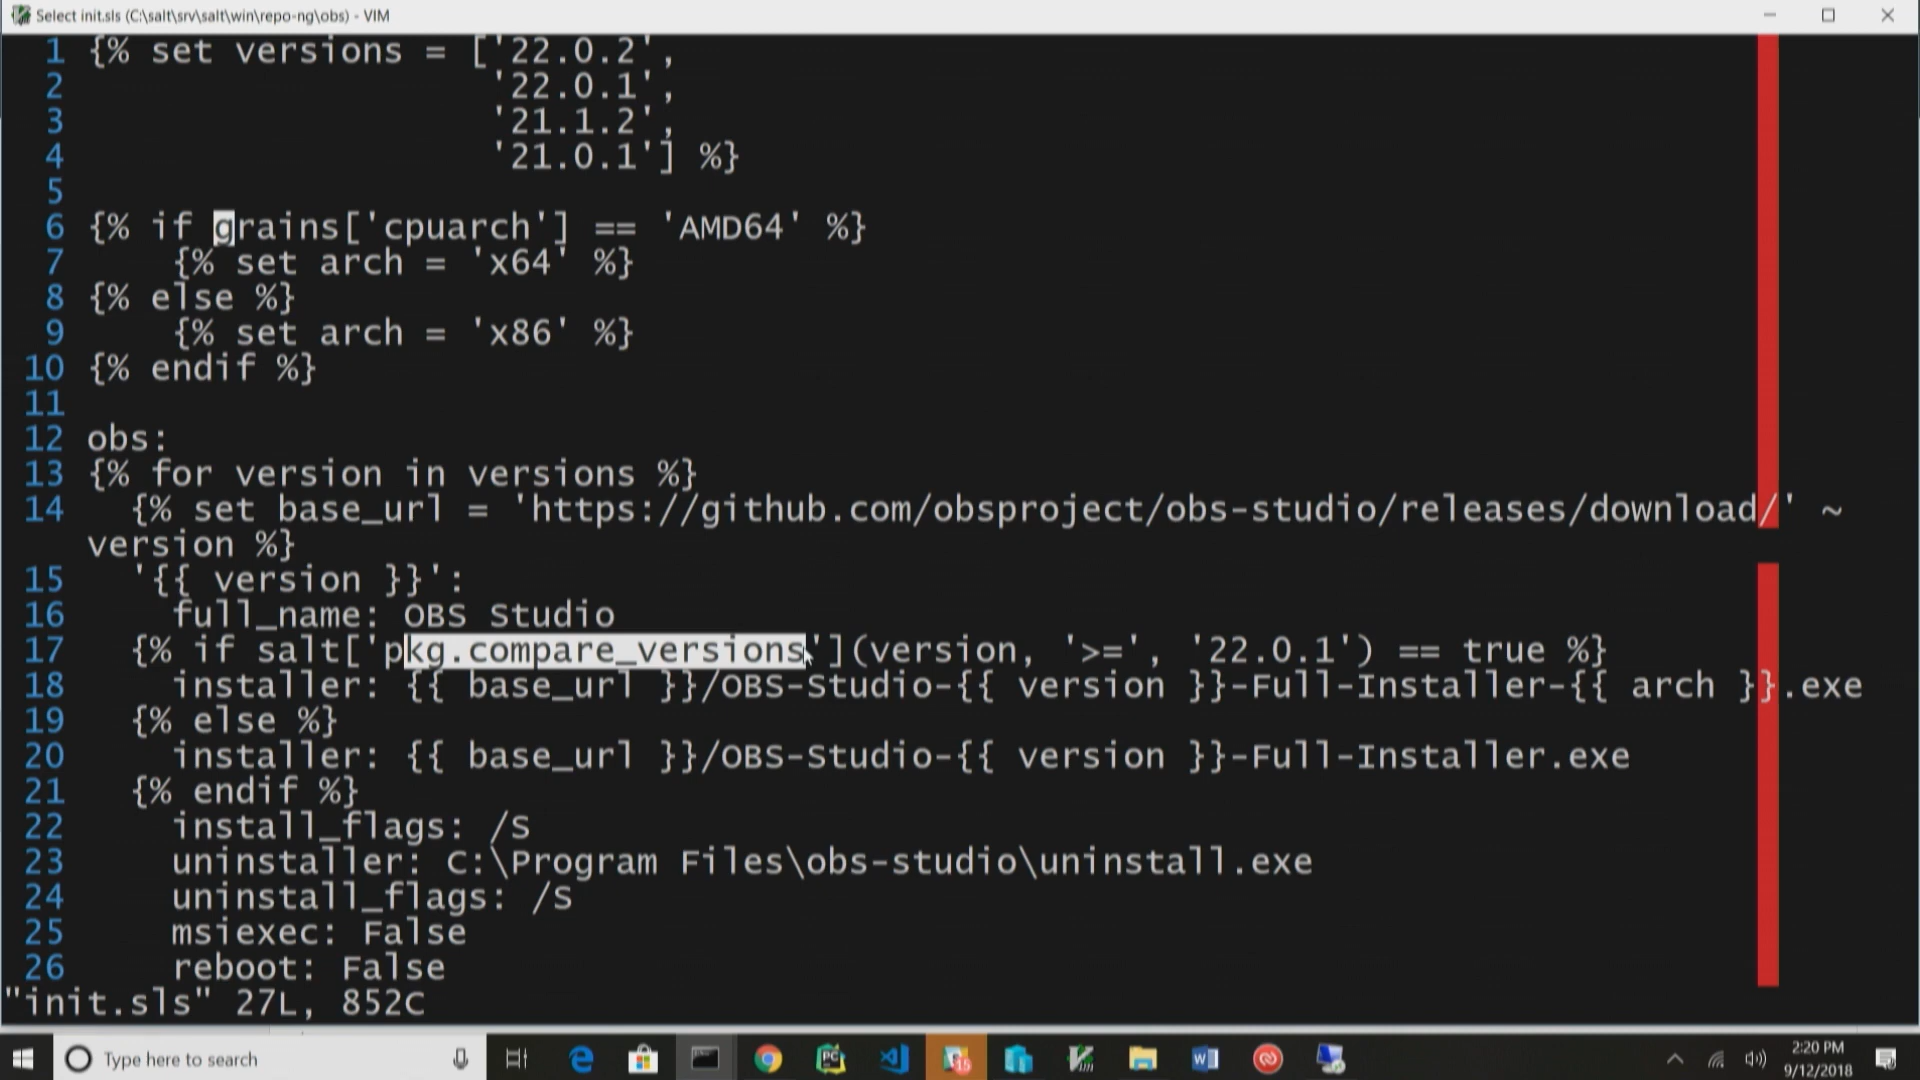 Select init.sls (C:\salt\srv\salt\win\repo-ng\obs) - VIM
1 {% set versions = ['22.0.2',
2 '22.0.1',
3 '21.1.2',
4 '21.0.1'] %}
5
6 {% if grains['cpuarch'] == 'AMD64' %}
7 {% set arch = 'x64' %}
8 {% else %}
9 {% set arch = 'x86' %}
10 {% endif %}
11
12 obs:
13 {% for version in versions %}
14 {% set base_url = 'https://github.com/obsproject/obs-studio/releases/download/' ~
version %}
15 '{{ version }}':
16 full_name: OBS Studio
17 {% if salt['pkg.compare_versions'](version, '>=', '22.0.1') == true %}
18 installer: {{ base_url }}/OBS-Studio-{{ version }}-Full-Installer-{{ arch }}.exe
19 {% else %}
20 installer: {{ base_url }}/OBS-Studio-{{ version }}-Full-Installer.exe
21 {% endif %}
22 install_flags: /S
23 uninstaller: C:\Program Files\obs-studio\uninstall.exe
24 uninstall_flags: /S
25 msiexec: False
26 reboot: False
"init.sls" 27L, 852C
Type here to search
PC
15
2:20 PM
9/12/2018